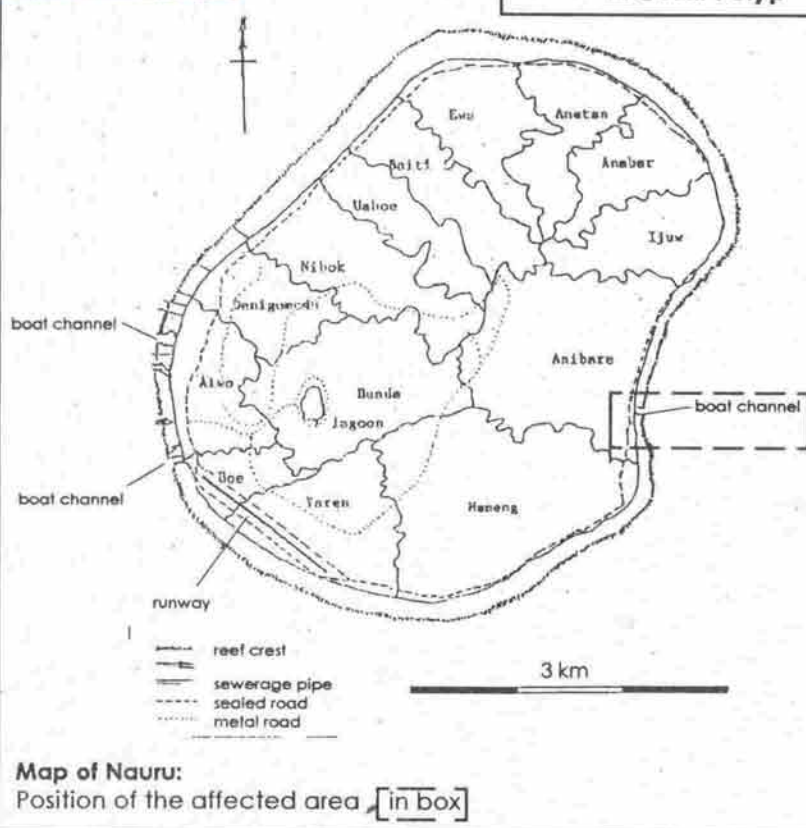 Ewu
Anetan
Anabar
Baiti
Uaboe
Ijuw
Nibok
Denigumodu
boat channel
Anibare
Aiwo
Buada
lagoon
boat channel
boat channel
Boe
Yaren
Meneng
runway
reef crest
sewerage pipe
sealed road
metal road
3 km
Map of Nauru:
Position of the affected area [in box]